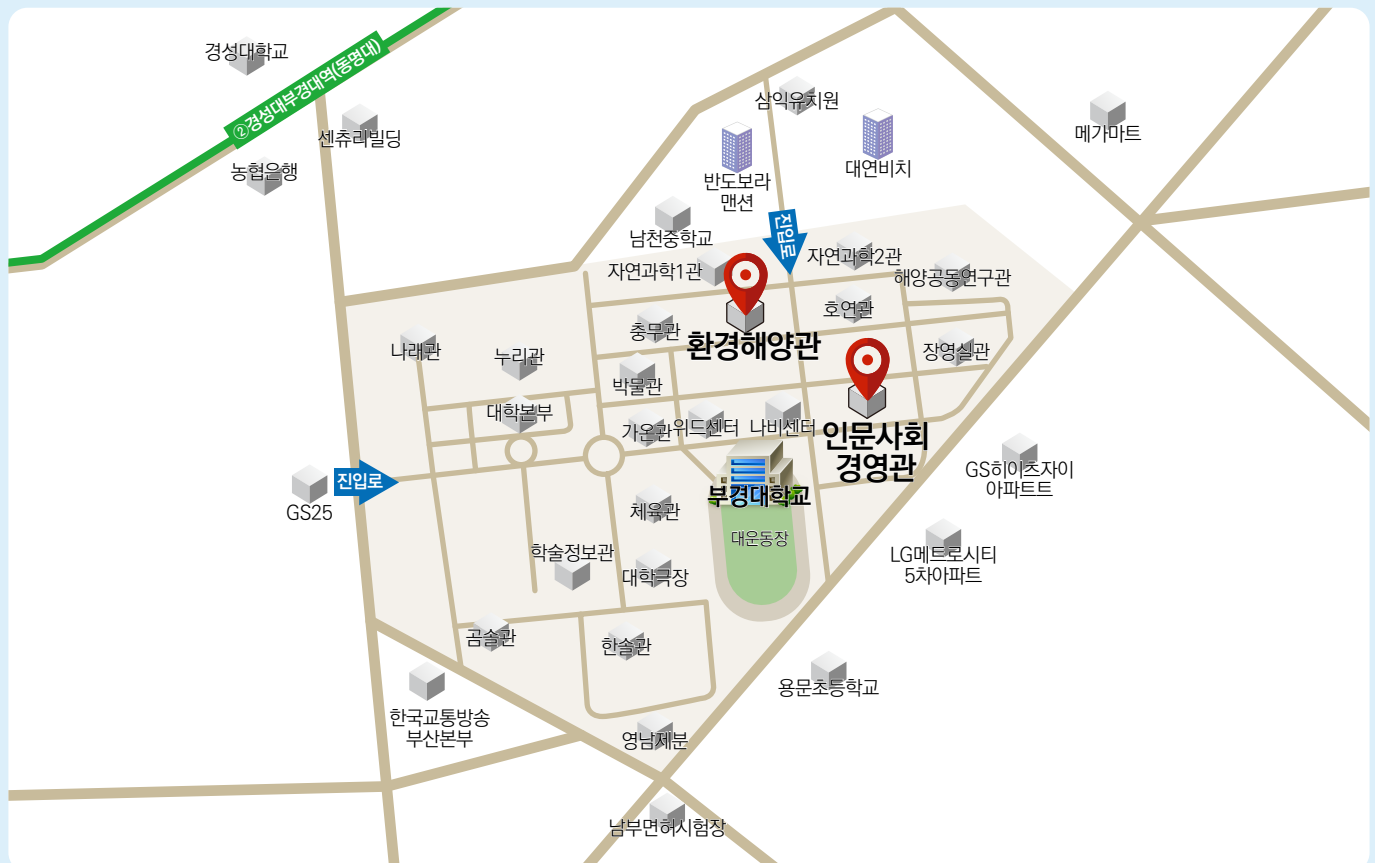 경성대학교
②경성대부경대역(동명대)
센츄리빌딩
농협은행
삼익유치원
메가마트
반도보라
맨션
대연비치
남천중학교
진입로
자연과학1관
자연과학2관
해양공동연구관
충무관
환경해양관
호연관
나래관
누리관
박물관
장영실관
대학본부
가온관
위드센터
나비센터
인문사회
경영관
GS25
진입로
부경대학교
GS하이츠자이
아파트트
체육관
대운동장
학술정보관
대학극장
LG메트로시티
5차아파트
곰솔관
한솔관
용문초등학교
한국교통방송
부산본부
영남제분
남부면허시험장